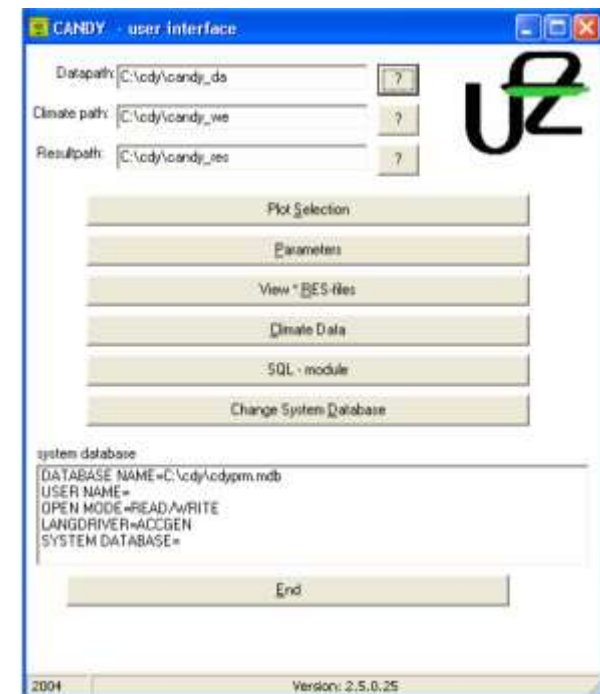 CANDY - user interface
Datapath: C:\cdy\candy_da ?
Climate path: C:\cdy\candy_we ?
Resultpath: C:\cdy\candy_res ?
UFZ
Plot Selection
Parameters
View *.RES-files
Climate Data
SQL - module
Change System Database
system database
DATABASE NAME=C:\cdy\cdyprm.mdb
USER NAME=
OPEN MODE=READ/WRITE
LANGDRIVER=ACCGEN
SYSTEM DATABASE=
End
2004 Version: 2.5.0.25